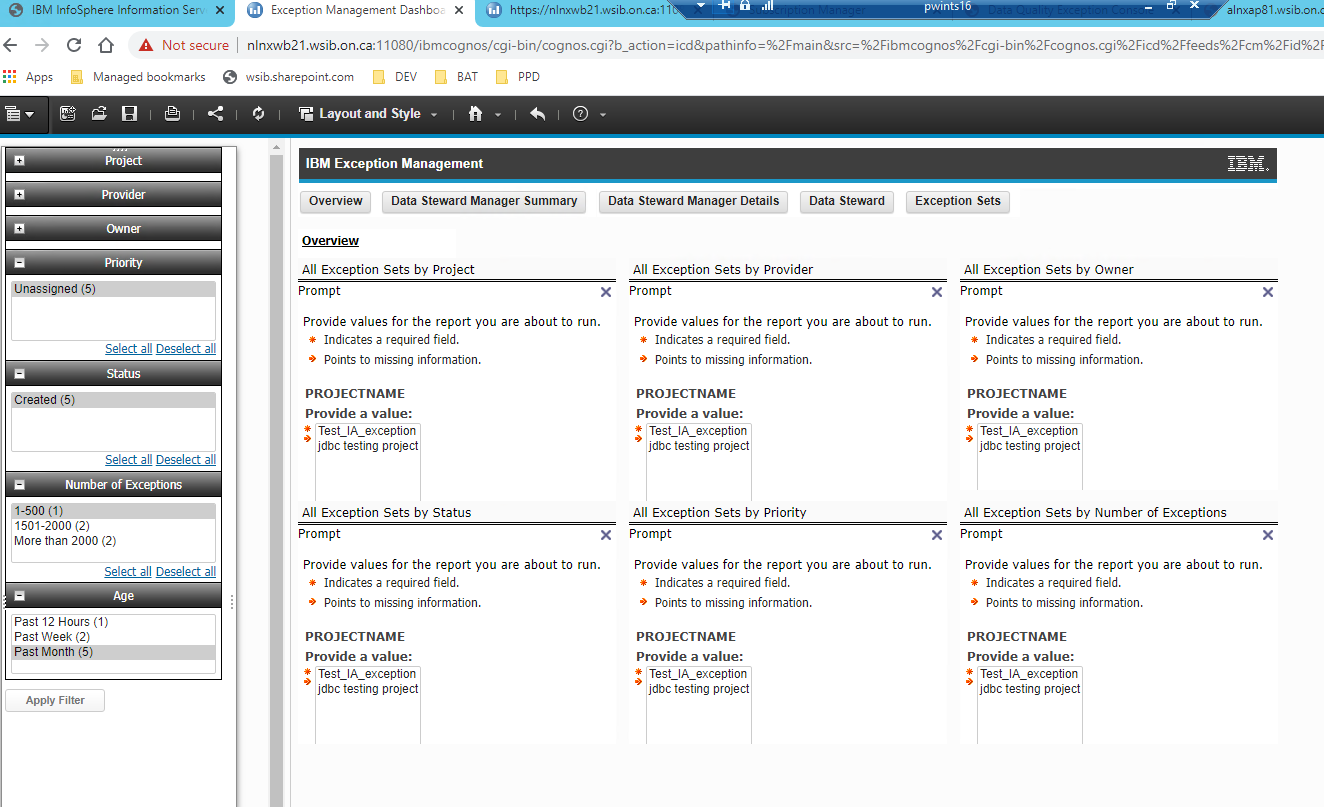 IBM InfoSphere Information Serv
Exception Management Dashboa
https://nlnxwb21.wsib.on.ca:110
pwints16
Data Quality Exception Conso
alnxap81.wsib.on.c
Not secure
nlnxwb21.wsib.on.ca:11080/ibmcognos/cgi-bin/cognos.cgi?b_action=icd&pathinfo=%2Fmain&src=%2Fibmcognos%2Fcgi-bin%2Fcognos.cgi%2Ficd%2Ffeeds%2Fcm%2Fid%2F
Apps
Managed bookmarks
wsib.sharepoint.com
DEV
BAT
PPD
Layout and Style
Project
Provider
Owner
Priority
Unassigned (5)
Select all Deselect all
Status
Created (5)
Select all Deselect all
Number of Exceptions
1-500 (1)
1501-2000 (2)
More than 2000 (2)
Select all Deselect all
Age
Past 12 Hours (1)
Past Week (2)
Past Month (5)
Apply Filter
IBM Exception Management
IBM.
Overview
Data Steward Manager Summary
Data Steward Manager Details
Data Steward
Exception Sets
Overview
All Exception Sets by Project
Prompt
Provide values for the report you are about to run.
Indicates a required field.
Points to missing information.
PROJECTNAME
Provide a value:
Test_IA_exception
jdbc testing project
All Exception Sets by Provider
Prompt
Provide values for the report you are about to run.
Indicates a required field.
Points to missing information.
PROJECTNAME
Provide a value:
Test_IA_exception
jdbc testing project
All Exception Sets by Owner
Prompt
Provide values for the report you are about to run.
Indicates a required field.
Points to missing information.
PROJECTNAME
Provide a value:
Test_IA_exception
jdbc testing project
All Exception Sets by Status
Prompt
Provide values for the report you are about to run.
Indicates a required field.
Points to missing information.
PROJECTNAME
Provide a value:
Test_IA_exception
jdbc testing project
All Exception Sets by Priority
Prompt
Provide values for the report you are about to run.
Indicates a required field.
Points to missing information.
PROJECTNAME
Provide a value:
Test_IA_exception
jdbc testing project
All Exception Sets by Number of Exceptions
Prompt
Provide values for the report you are about to run.
Indicates a required field.
Points to missing information.
PROJECTNAME
Provide a value:
Test_IA_exception
jdbc testing project